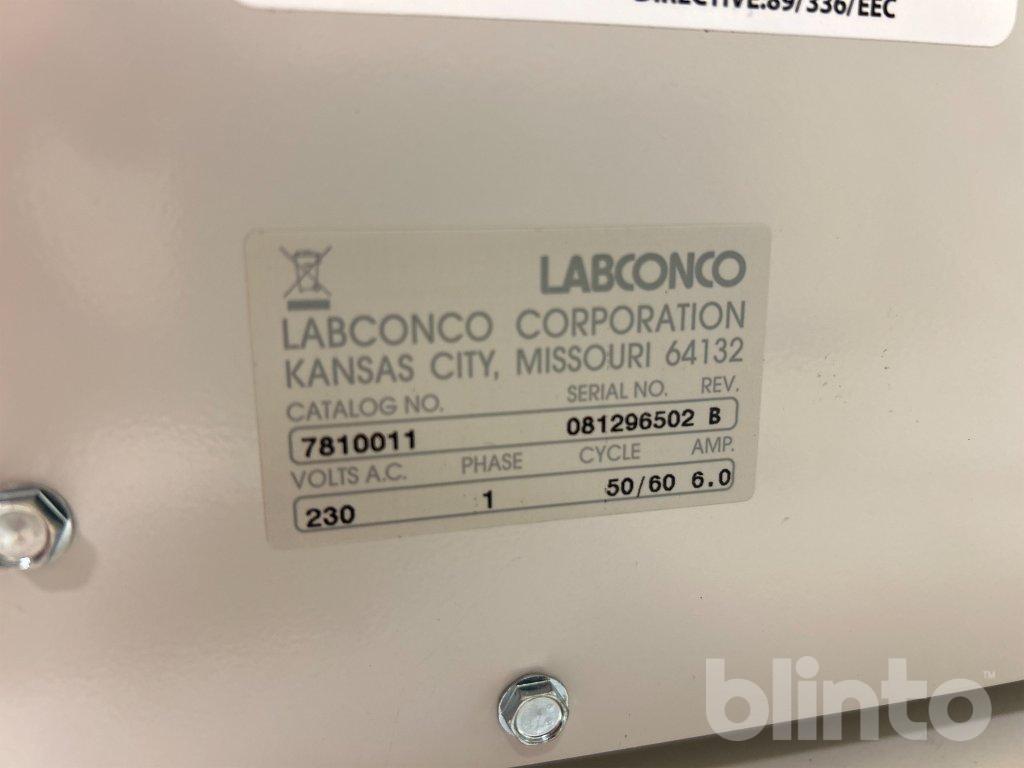 DIRECTIVE:89/336/EEC
LABCONCO
LABCONCO CORPORATION
KANSAS CITY, MISSOURI 64132
CATALOG NO. SERIAL NO. REV.
7810011 081296502 B
VOLTS A.C. PHASE CYCLE AMP.
230 1 50/60 6.0
blinto™